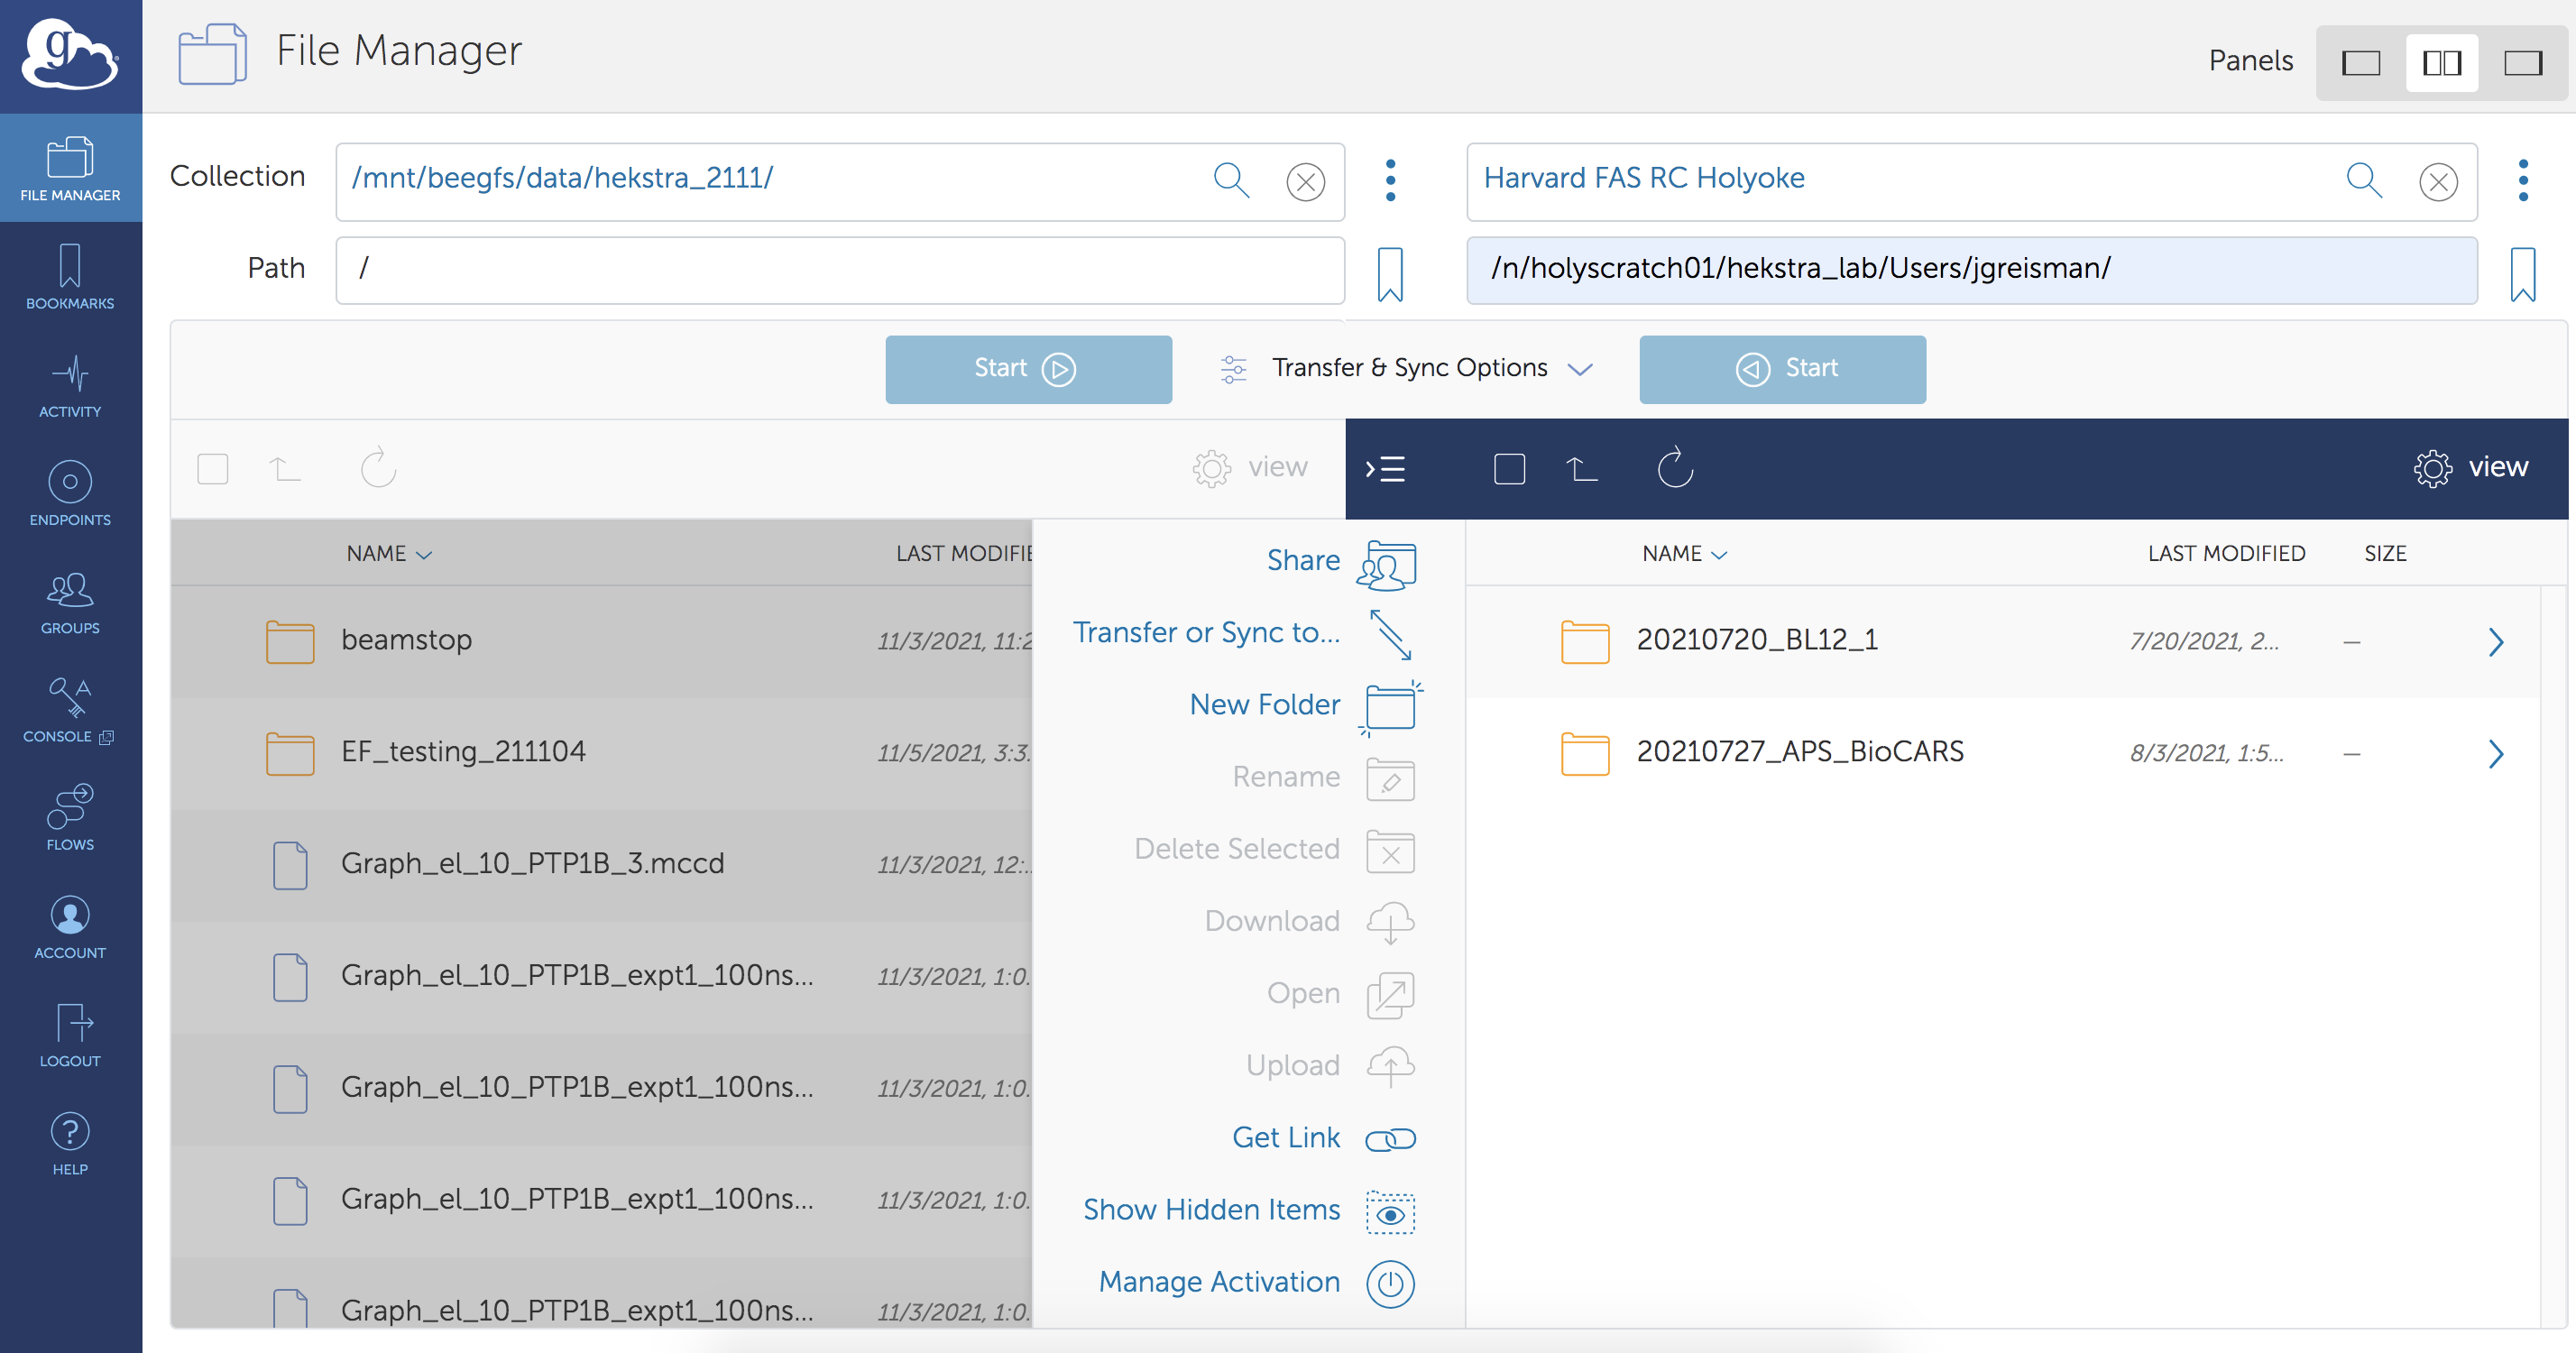 g
File Manager
Panels
FILE MANAGER
BOOKMARKS
ACTIVITY
ENDPOINTS
GROUPS
CONSOLE
FLOWS
ACCOUNT
LOGOUT
HELP
Collection
/mnt/beegfs/data/hekstra_2111/
Path
/
Harvard FAS RC Holyoke
/n/holyscratch01/hekstra_lab/Users/jgreisman/
Start
Transfer & Sync Options
Start
view
view
NAME LAST MODIFIE
beamstop 11/3/2021, 11:2
EF_testing_211104 11/5/2021, 3:3.
Graph_el_10_PTP1B_3.mccd 11/3/2021, 12:..
Graph_el_10_PTP1B_expt1_100ns... 11/3/2021, 1:0.
Graph_el_10_PTP1B_expt1_100ns... 11/3/2021, 1:0.
Graph_el_10_PTP1B_expt1_100ns... 11/3/2021, 1:0.
Graph_el_10_PTP1B_expt1_100ns... 11/3/2021, 1:0.
Share
Transfer or Sync to...
New Folder
Rename
Delete Selected
Download
Open
Upload
Get Link
Show Hidden Items
Manage Activation
NAME LAST MODIFIED SIZE
20210720_BL12_1 7/20/2021, 2... —
20210727_APS_BioCARS 8/3/2021, 1:5... —